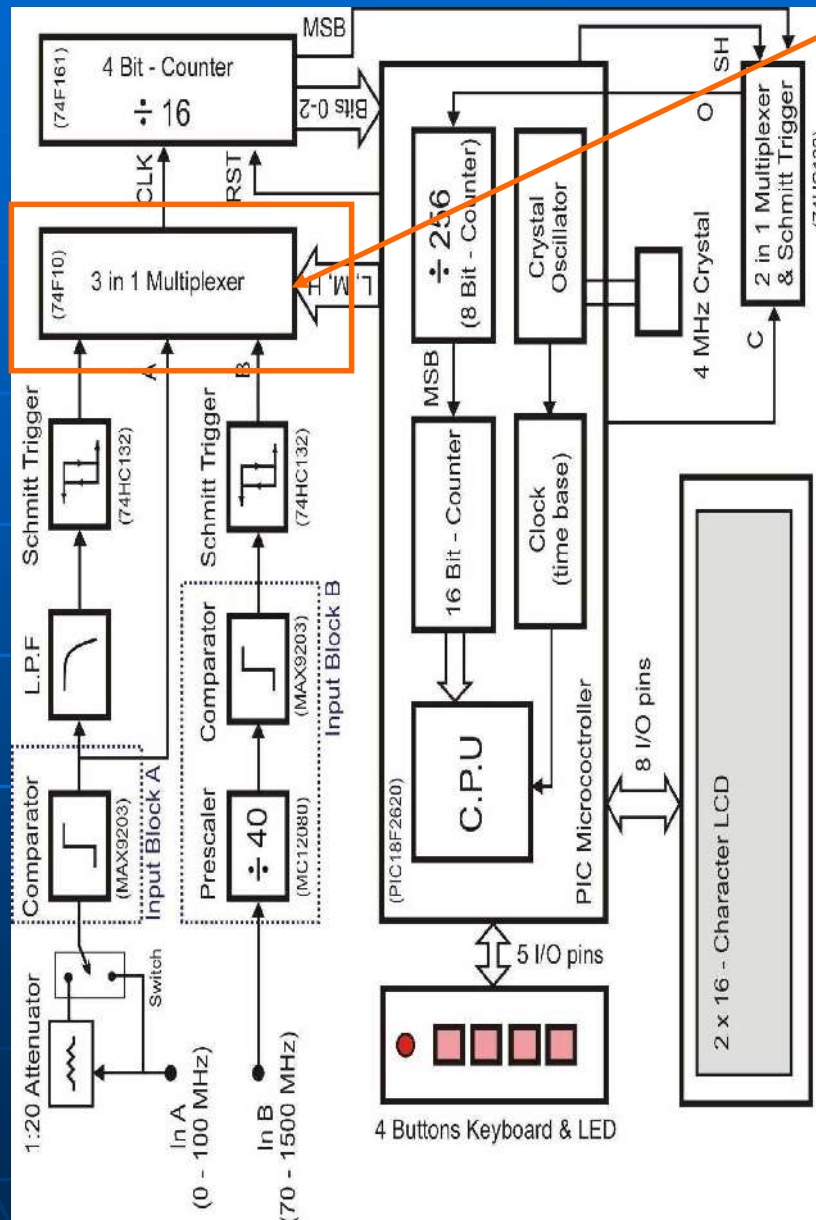 MSB
(74F161)
4 Bit - Counter
÷ 16
Bits 0-2
CLK
RST
SH
O
2 in 1 Multiplexer
& Schmitt Trigger
C
(74F10)
3 in 1 Multiplexer
L, M, H
A
B
Schmitt Trigger
(74HC132)
Schmitt Trigger
(74HC132)
L.P.F
Comparator
(MAX9203)
Input Block A
Prescaler
÷ 40
(MC12080)
Comparator
(MAX9203)
Input Block B
1:20 Attenuator
Switch
In A
(0 - 100 MHz)
In B
(70 - 1500 MHz)
÷ 256
(8 Bit - Counter)
MSB
16 Bit - Counter
Crystal
Oscillator
4 MHz Crystal
Clock
(time base)
C.P.U
(PIC18F2620)
PIC Micrococtroller
5 I/O pins
8 I/O pins
4 Buttons Keyboard & LED
2 x 16 - Character LCD